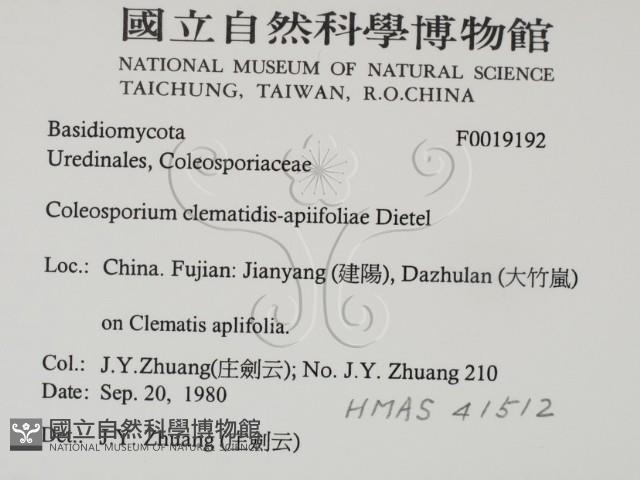 國立自然科學博物館
NATIONAL MUSEUM OF NATURAL SCIENCE
TAICHUNG, TAIWAN, R.O.CHINA
Basidiomycota F0019192
Uredinales, Coleosporiaceae
Coleosporium clematidis-apiifoliae Dietel
Loc.: China. Fujian: Jianyang (建陽), Dazhulan (大竹嵐)
on Clematis aplifolia.
Col.: J.Y.Zhuang(庄劍云); No. J.Y. Zhuang 210
Date: Sep. 20, 1980
HMAS 41512
Det.: J.Y. Zhuang (庄劍云)
國立自然科學博物館
NATIONAL MUSEUM OF NATURAL SCIENCE